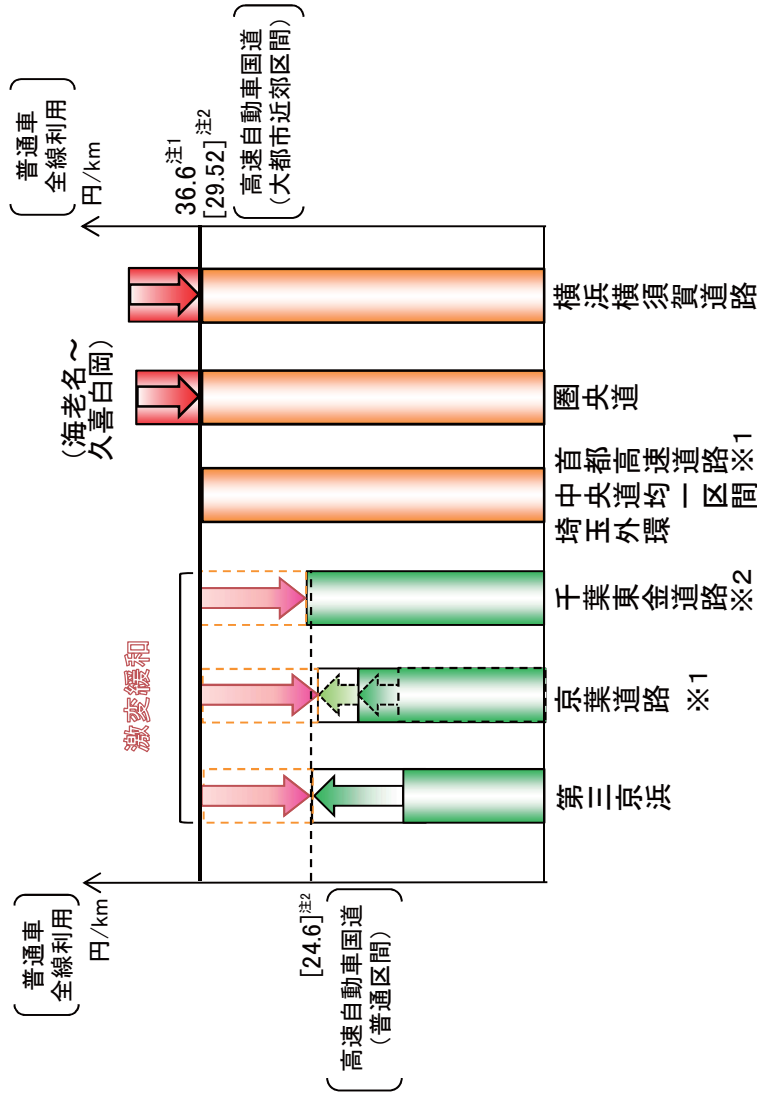 普通車
全線利用
円/km
[24.6]注2
高速自動車国道
(普通区間)
激変緩和
(海老名~
久喜白岡)
普通車
全線利用
円/km
36.6注1
[29.52]注2
高速自動車国道
(大都市近郊区間)
第三京浜
京葉道路 ※1
千葉東金道路※2
埼玉外環
中央道均一区間
首都高速道路※1
圏央道
横浜横須賀道路